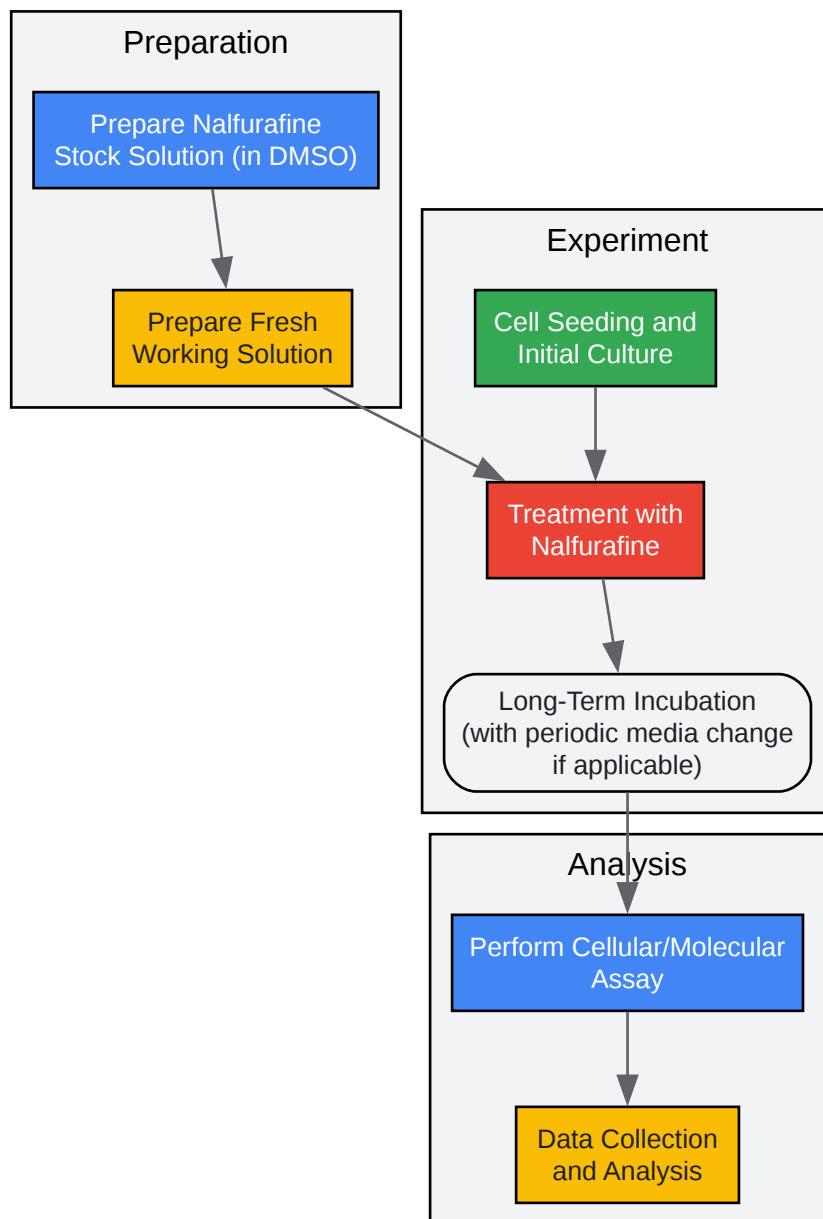 Preparation
Prepare Nalfurafine
Stock Solution (in DMSO)
Prepare Fresh
Working Solution
Experiment
Cell Seeding and
Initial Culture
Treatment with
Nalfurafine
Long-Term Incubation
(with periodic media change
if applicable)
Analysis
Perform Cellular/Molecular
Assay
Data Collection
and Analysis